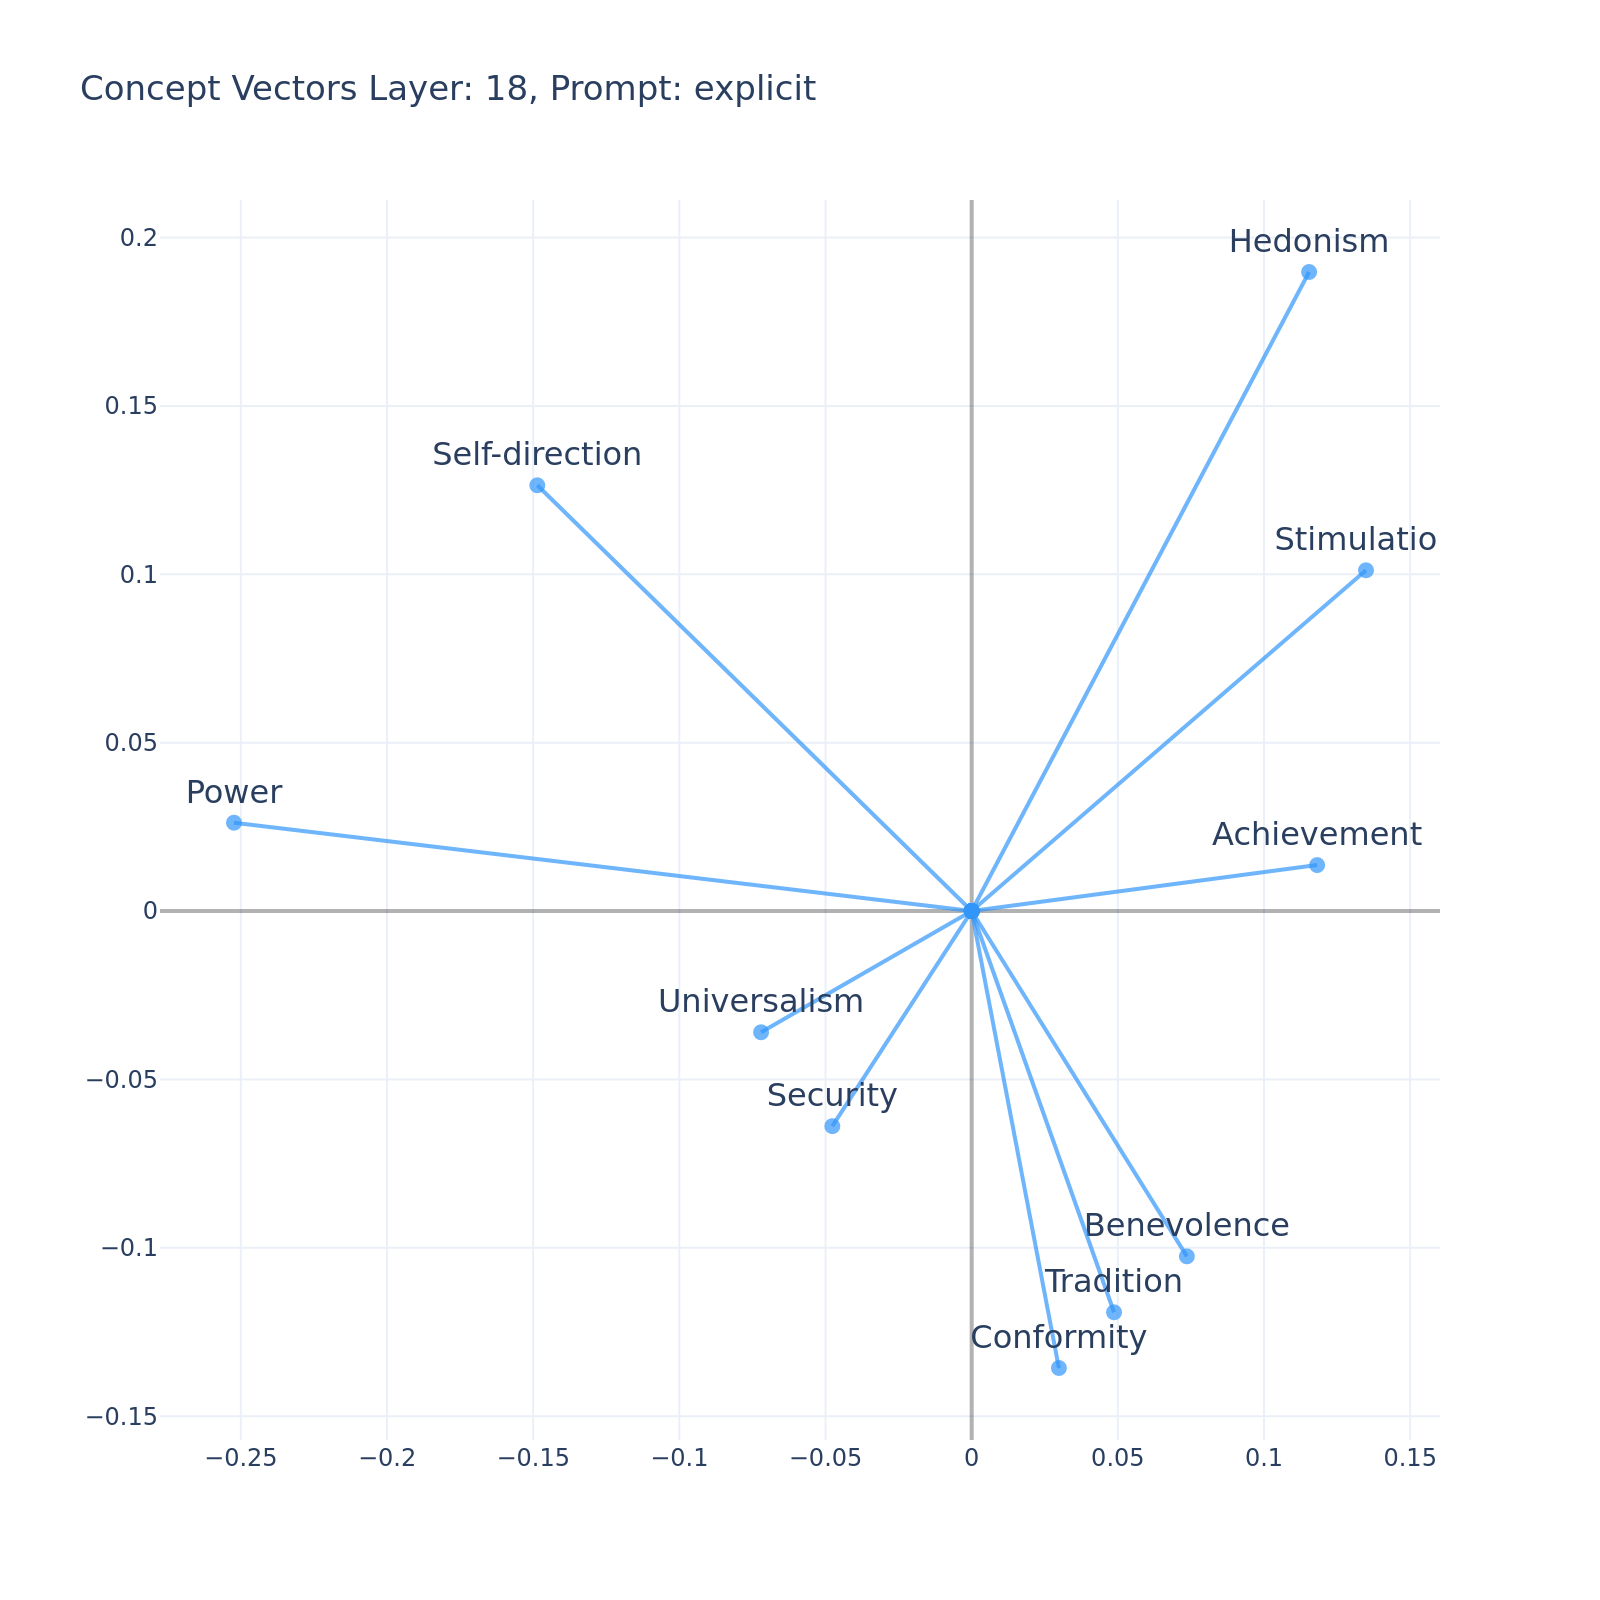 Concept Vectors Layer: 18, Prompt: explicit
Hedonism
Self-direction
Stimulatio
Power
Achievement
Universalism
Security
Benevolence
Tradition
Conformity
0.2
0.15
0.1
0.05
0
−0.05
−0.1
−0.15
−0.25
−0.2
−0.15
−0.1
−0.05
0
0.05
0.1
0.15